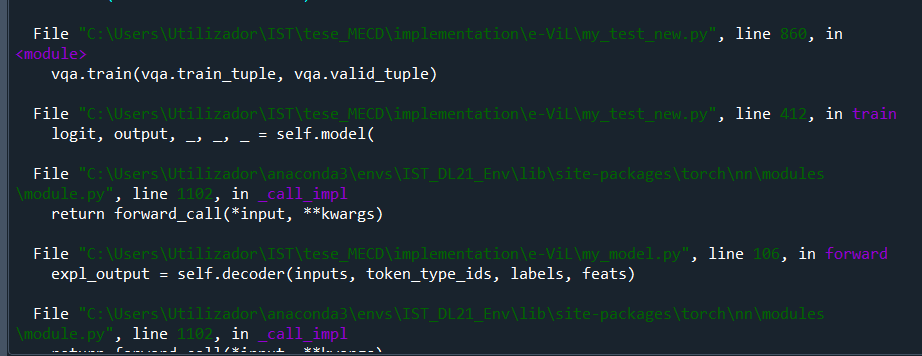 File "C:\Users\Utilizador\IST\tese_MECD\implementation\e-ViL\my_test_new.py", line 860, in
<module>
vqa.train(vqa.train_tuple, vqa.valid_tuple)
File "C:\Users\Utilizador\IST\tese_MECD\implementation\e-ViL\my_test_new.py", line 412, in train
logit, output, _, _, _ = self.model(
File "C:\Users\Utilizador\anaconda3\envs\IST_DL21_Env\lib\site-packages\torch\nn\modules
\module.py", line 1102, in _call_impl
return forward_call(*input, **kwargs)
File "C:\Users\Utilizador\IST\tese_MECD\implementation\e-ViL\my_model.py", line 106, in forward
expl_output = self.decoder(inputs, token_type_ids, labels, feats)
File "C:\Users\Utilizador\anaconda3\envs\IST_DL21_Env\lib\site-packages\torch\nn\modules
\module.py", line 1102, in _call_impl